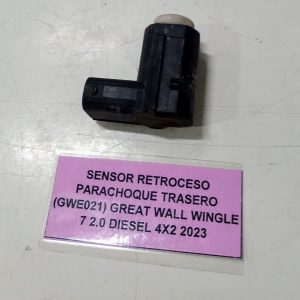 SENSOR RETROCESO
PARACHOQUE TRASERO
(GWE021) GREAT WALL WINGLE
7 2.0 DIESEL 4X2 2023